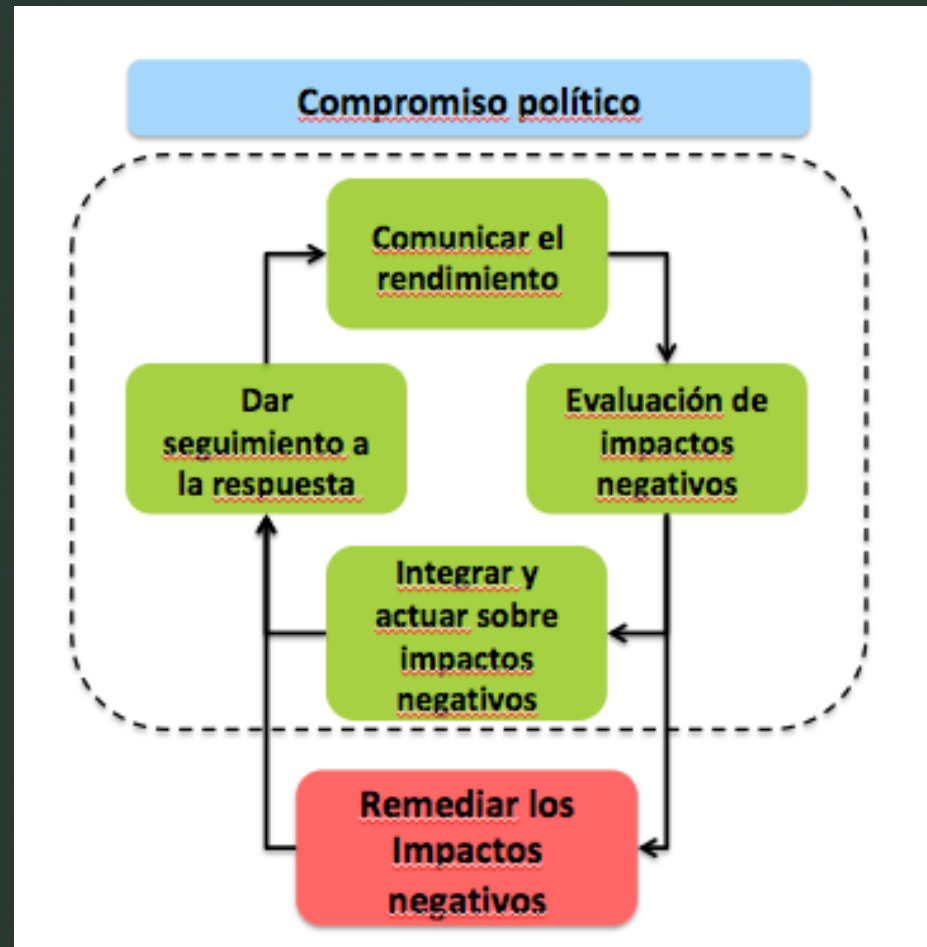 Compromiso político
Comunicar el
rendimiento
Dar
seguimiento a
la respuesta
Evaluación de
impactos
negativos
Integrar y
actuar sobre
impactos
negativos
Remediar los
Impactos
negativos